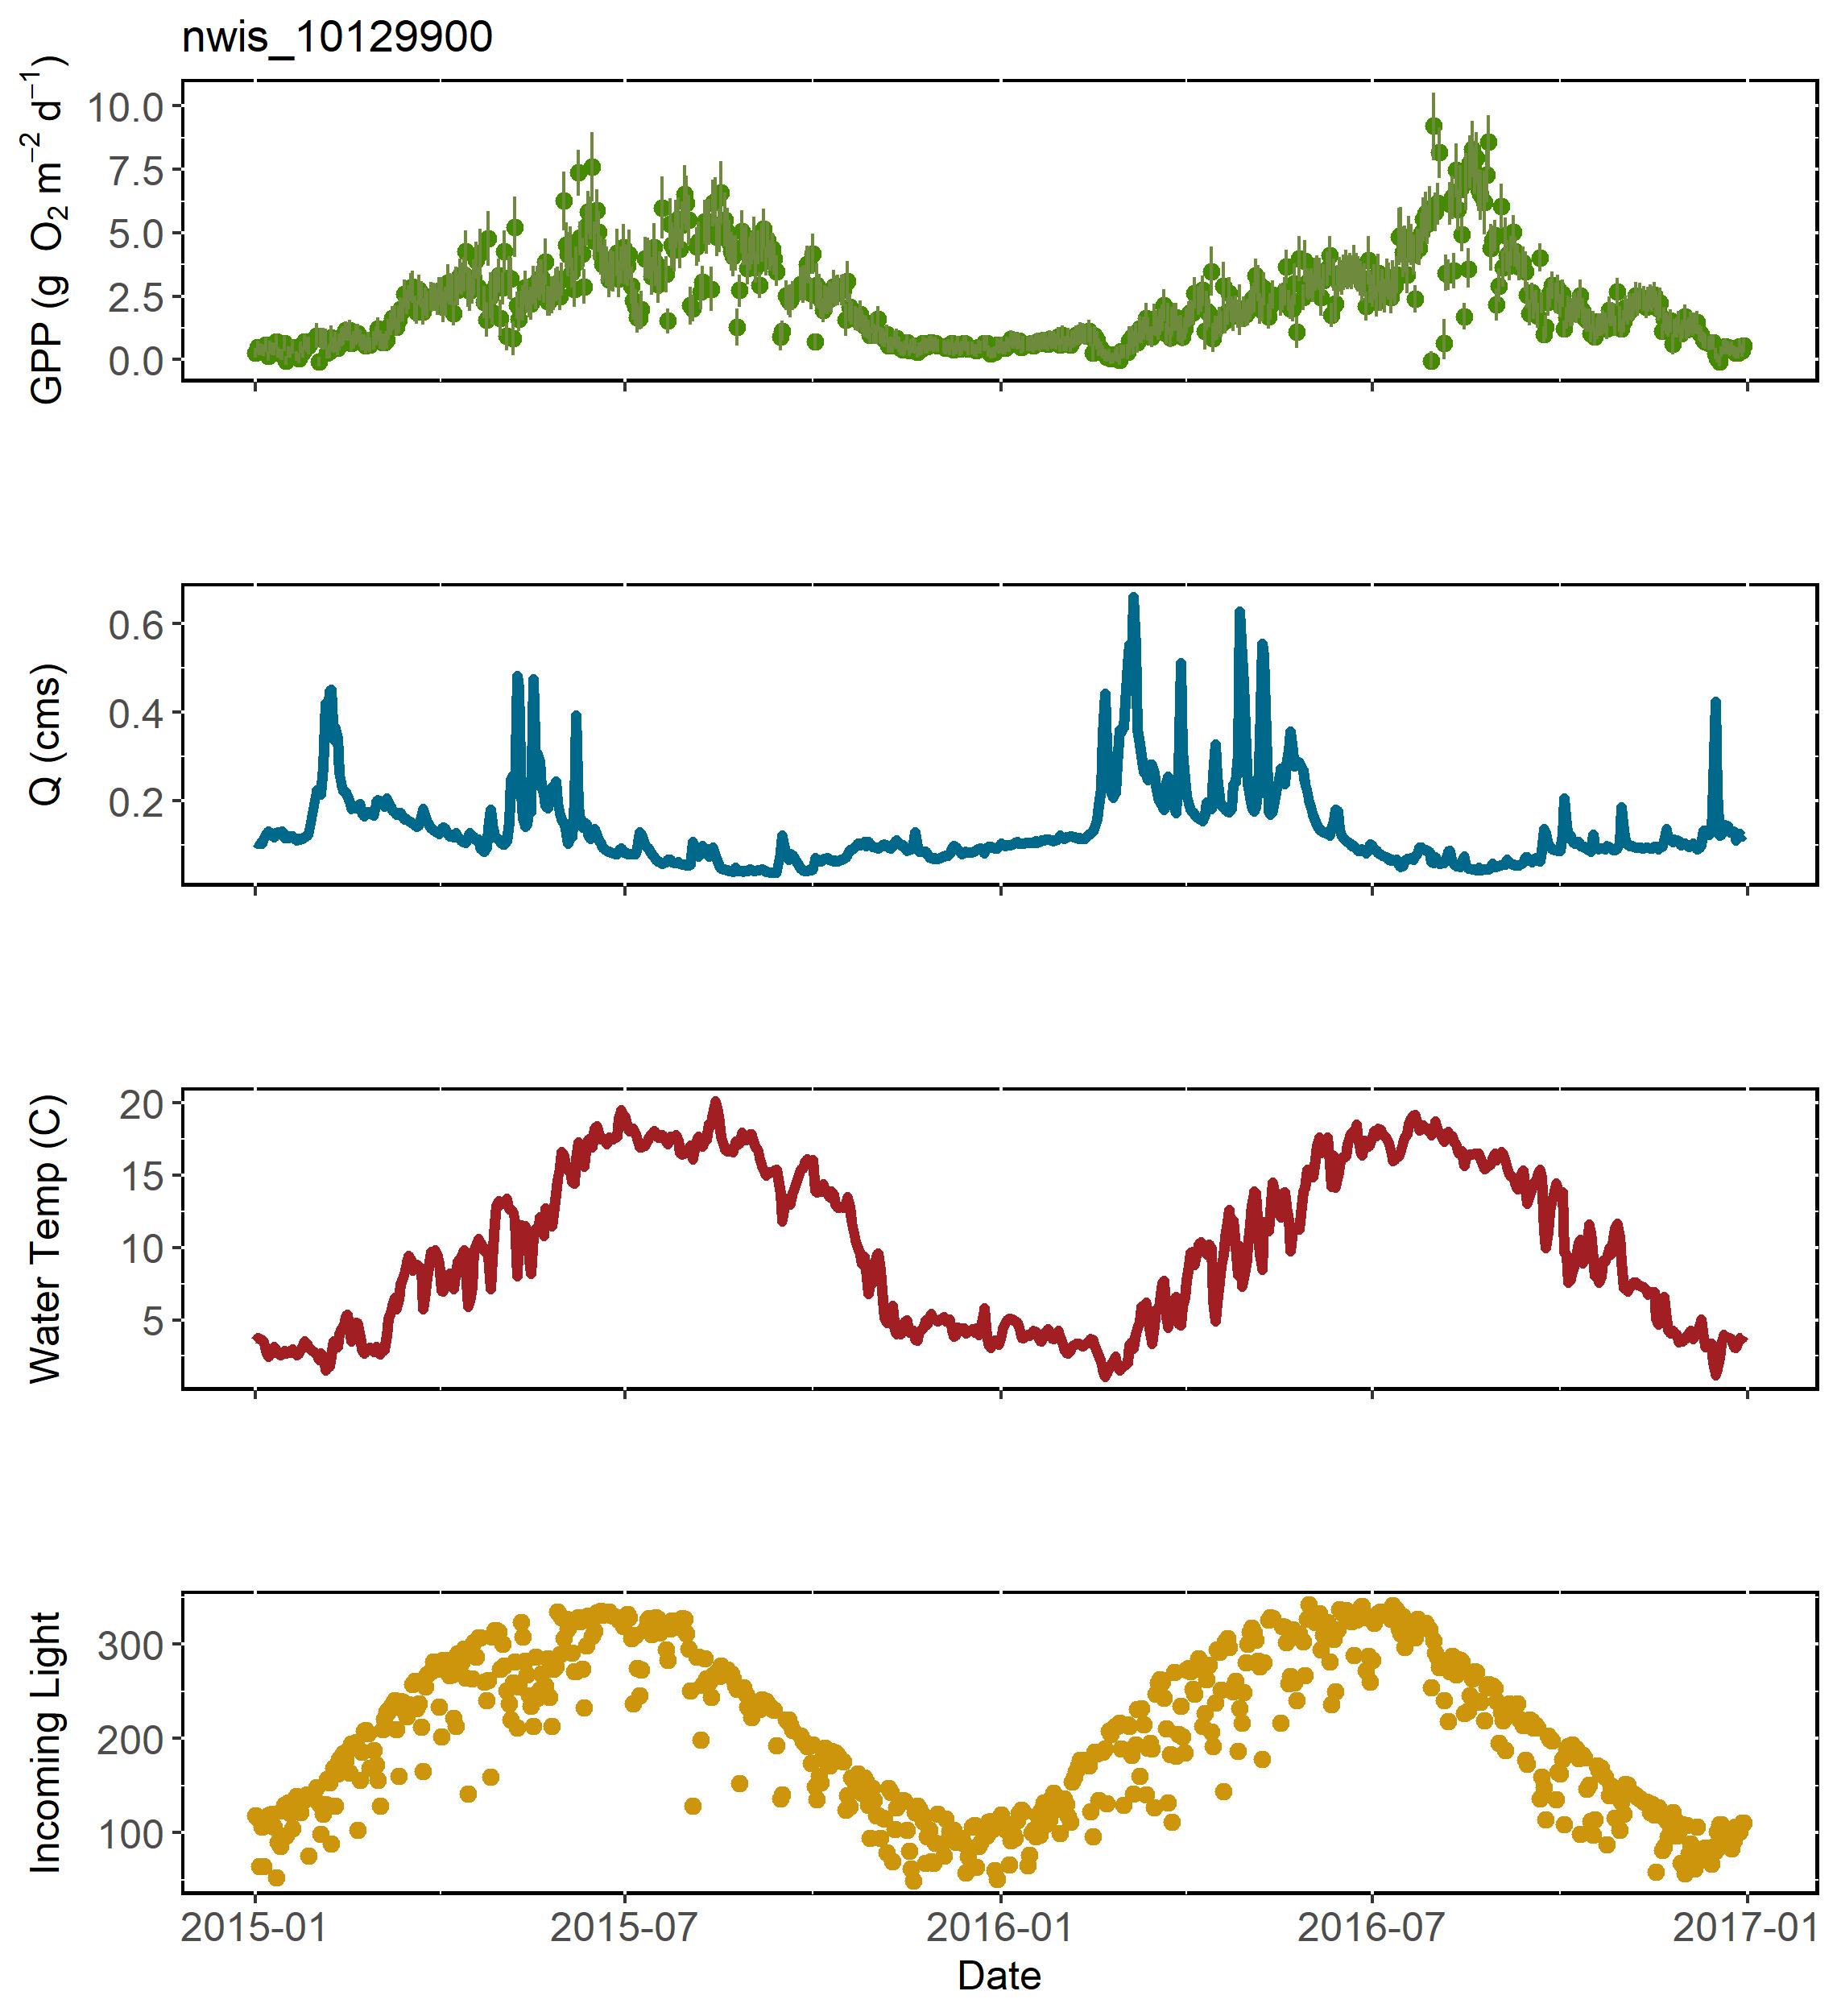 nwis_10129900
GPP (g O₂ m⁻² d⁻¹)
10.0
7.5
5.0
2.5
0.0
Q (cms)
0.6
0.4
0.2
Water Temp (C)
20
15
10
5
Incoming Light
300
200
100
2015-01 2015-07 2016-01 2016-07 2017-01
Date